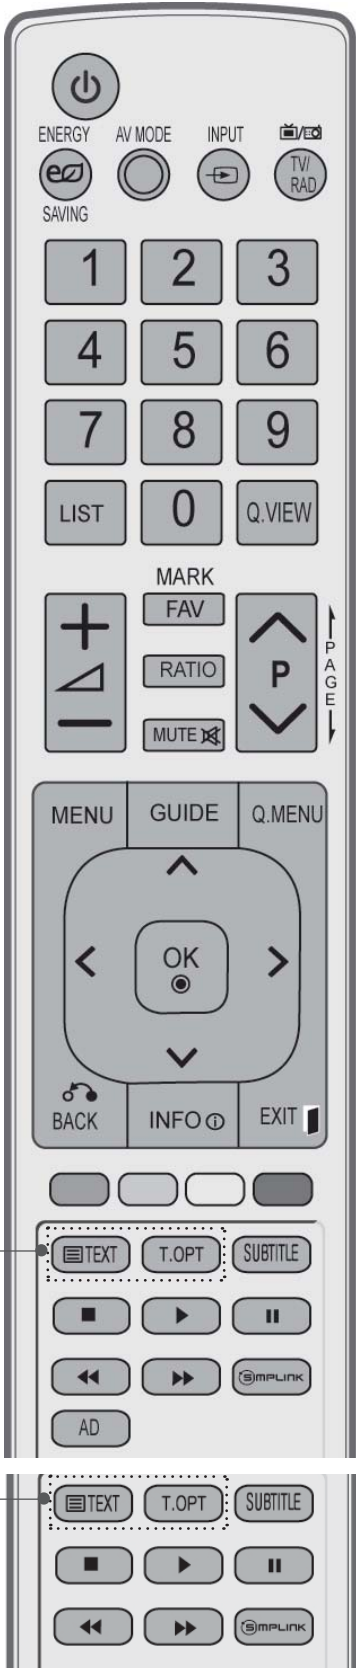 ENERGY AV MODE INPUT
TV/
RAD
SAVING
1 2 3
4 5 6
7 8 9
LIST 0 Q.VIEW
MARK
FAV
RATIO
MUTE
P
PAGE
MENU GUIDE Q.MENU
OK
BACK INFO EXIT
TEXT T.OPT SUBTITLE
SIMPLINK
AD
TEXT T.OPT SUBTITLE
SIMPLINK